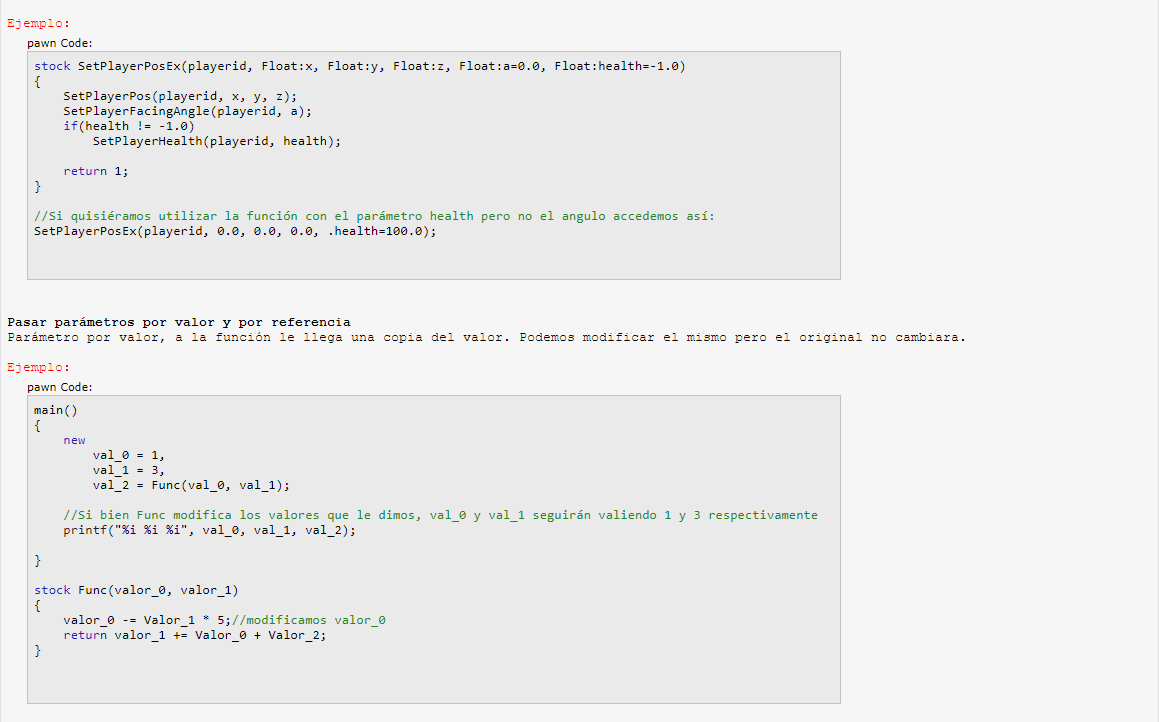 Ejemplo:
pawn Code:
stock SetPlayerPosEx(playerid, Float:x, Float:y, Float:z, Float:a=0.0, Float:health=-1.0)
{
    SetPlayerPos(playerid, x, y, z);
    SetPlayerFacingAngle(playerid, a);
    if(health != -1.0)
        SetPlayerHealth(playerid, health);
    return 1;
}
//Si quisiéramos utilizar la función con el parámetro health pero no el angulo accedemos así:
SetPlayerPosEx(playerid, 0.0, 0.0, 0.0, .health=100.0);
Pasar parámetros por valor y por referencia
Parámetro por valor, a la función le llega una copia del valor. Podemos modificar el mismo pero el original no cambiara.
Ejemplo:
pawn Code:
main()
{
    new
        val_0 = 1,
        val_1 = 3,
        val_2 = Func(val_0, val_1);
    //Si bien Func modifica los valores que le dimos, val_0 y val_1 seguirán valiendo 1 y 3 respectivamente
    printf("%i %i %i", val_0, val_1, val_2);
}
stock Func(valor_0, valor_1)
{
    valor_0 -= Valor_1 * 5;//modificamos valor_0
    return valor_1 += Valor_0 + Valor_2;
}